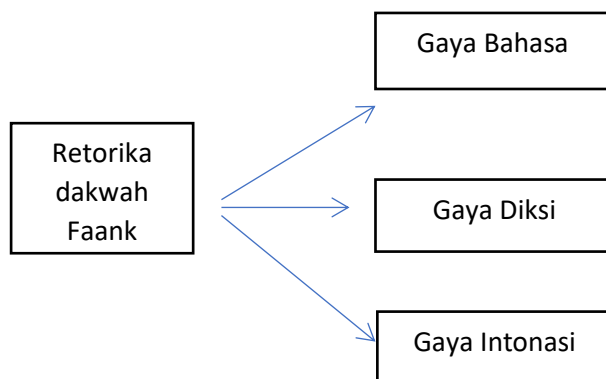 Gaya Bahasa
Retorika
dakwah
Faank
Gaya Diksi
Gaya Intonasi